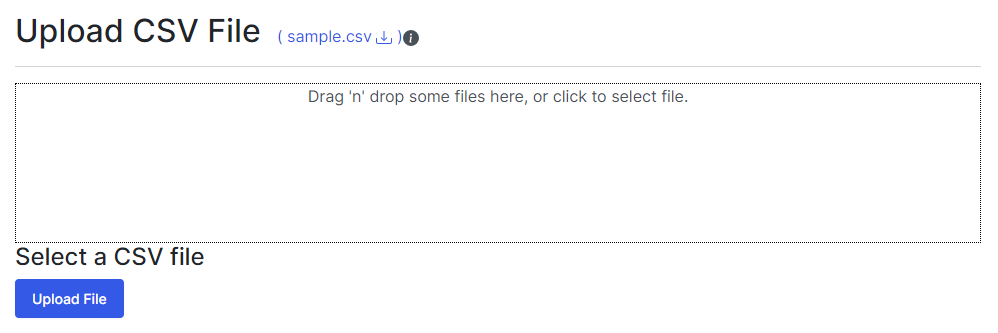 Upload CSV File ( sample.csv )
Drag 'n' drop some files here, or click to select file.
Select a CSV file
Upload File